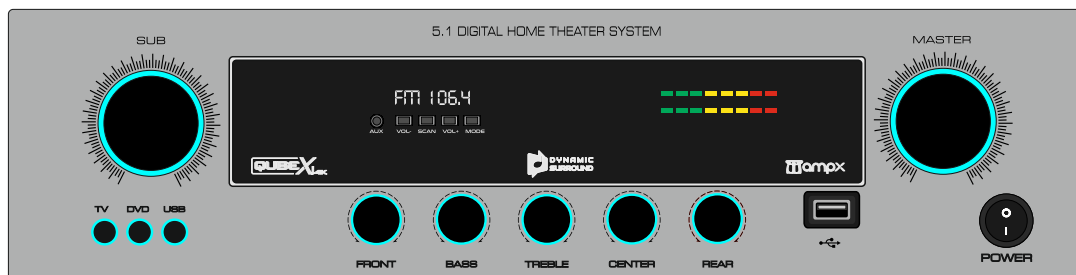 5.1 DIGITAL HOME THEATER SYSTEM
SUB
MASTER
FM 106.4
AUX VOL- SCAN VOL+ MODE
QUBEX
DYNAMIC
SURROUND
ampx
TV DVD USB
FRONT BASS TREBLE CENTER REAR
POWER